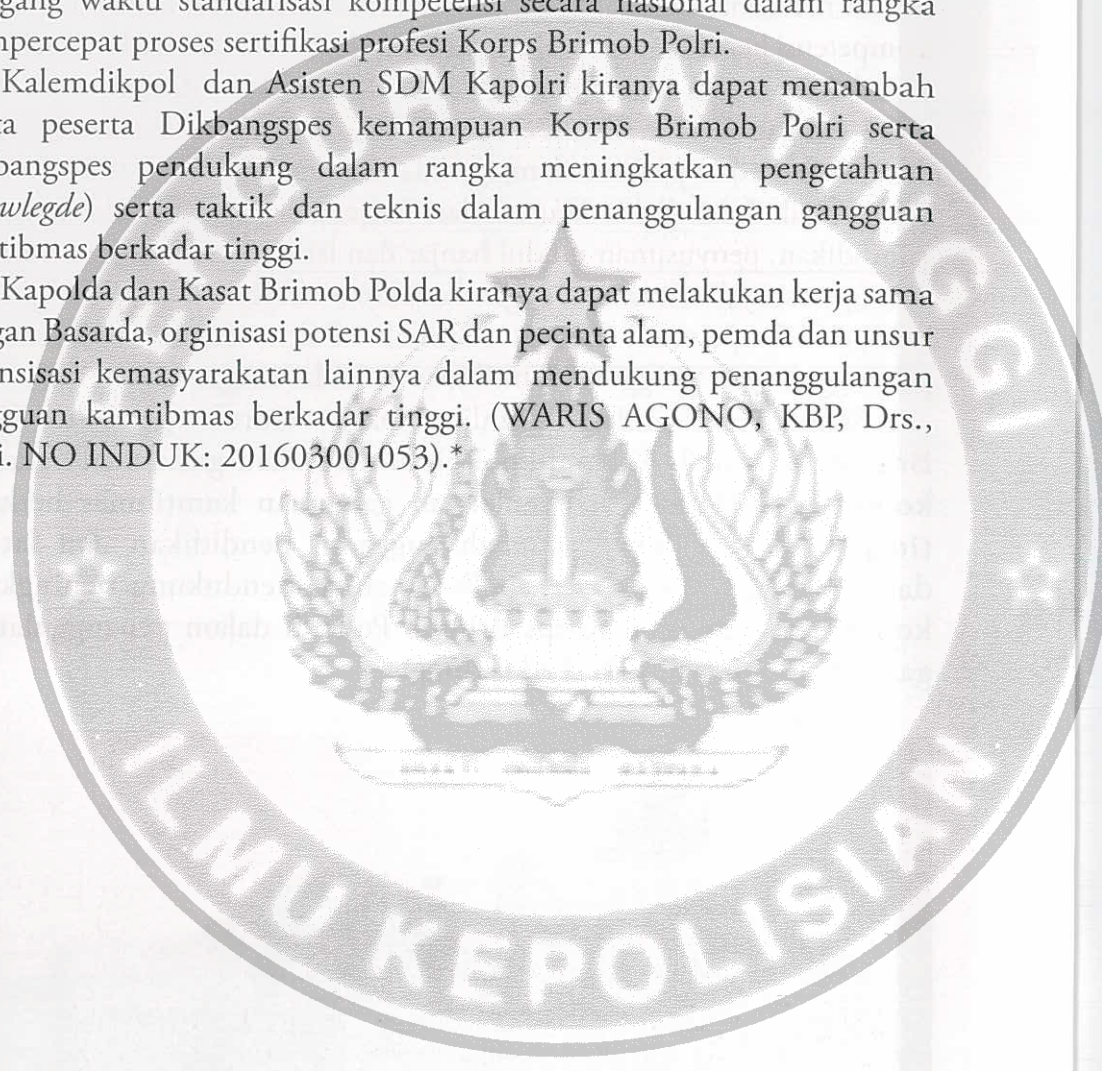 gang waktu standarisasi kompetensi secara nasional dalam rangka
percepat proses sertifikasi profesi Korps Brimob Polri.
Kalemdikpol dan Asisten SDM Kapolri kiranya dapat menambah
ta peserta Dikbangspes kemampuan Korps Brimob Polri serta
bangspes pendukung dalam rangka meningkatkan pengetahuan
wlegde) serta taktik dan teknis dalam penanggulangan gangguan
tibmas berkadar tinggi.
Kapolda dan Kasat Brimob Polda kiranya dapat melakukan kerja sama
gan Basarda, orginisasi potensi SAR dan pecinta alam, pemda dan unsur
nsisasi kemasyarakatan lainnya dalam mendukung penanggulangan
gguan kamtibmas berkadar tinggi. (WARIS AGONO, KBP, Drs.,
i. NO INDUK: 201603001053).*
PERGURUAN TINGGI
ILMU KEPOLISIAN